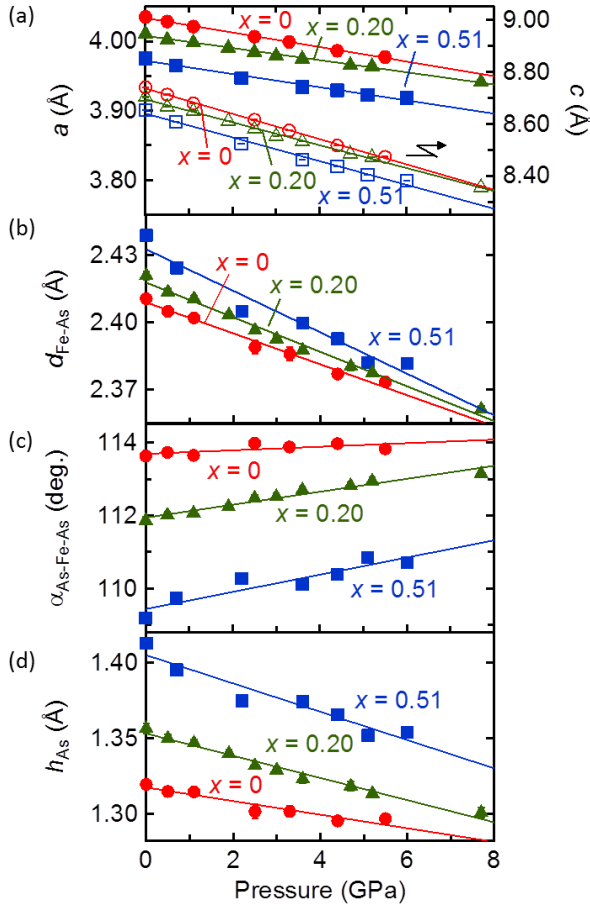 (a)
x = 0
x = 0.20
x = 0.51
x = 0
x = 0.20
x = 0.51
4.00
3.90
3.80
a (Å)
9.00
8.80
8.60
8.40
c (Å)
(b)
x = 0
x = 0.20
x = 0.51
2.43
2.40
2.37
dFe-As (Å)
(c)
x = 0
x = 0.20
x = 0.51
114
112
110
αAs-Fe-As (deg.)
(d)
x = 0.51
x = 0.20
x = 0
1.40
1.35
1.30
hAs (Å)
0 2 4 6 8
Pressure (GPa)